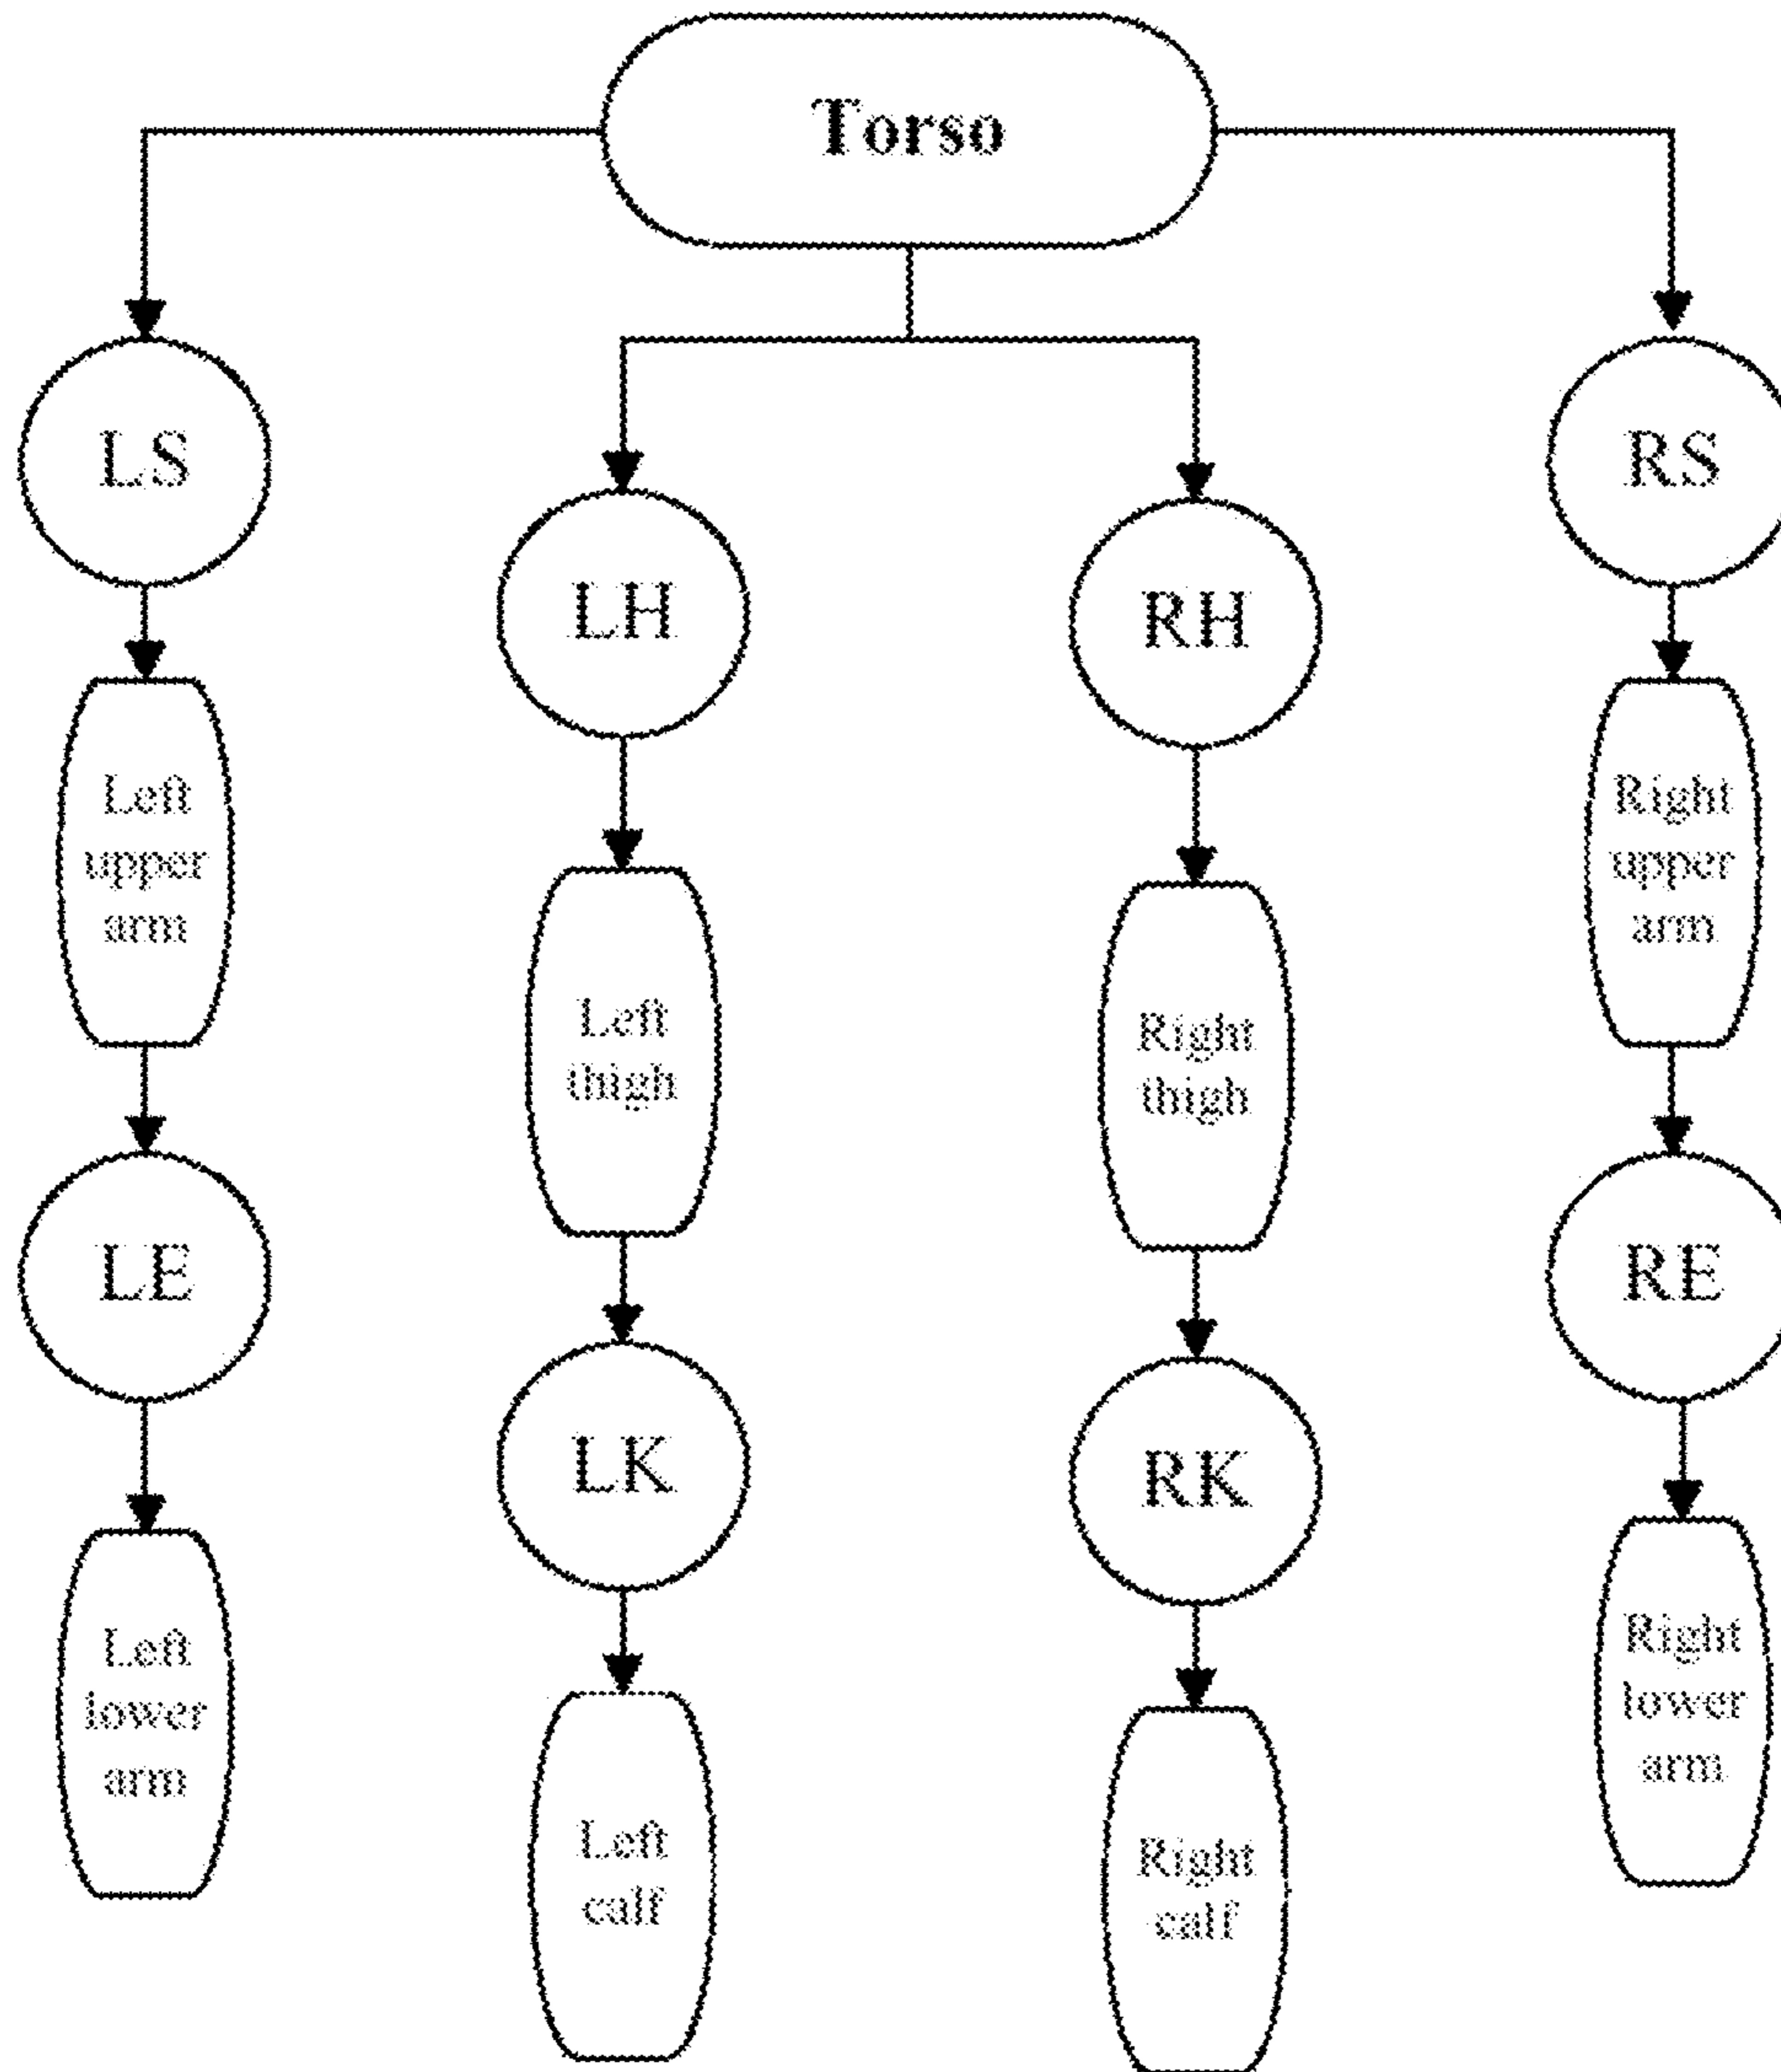 Torso
LS
RS
LH
RH
Left
upper
arm
Right
upper
arm
Left
thigh
Right
thigh
LE
RE
LK
RK
Left
lower
arm
Right
lower
arm
Left
calf
Right
calf